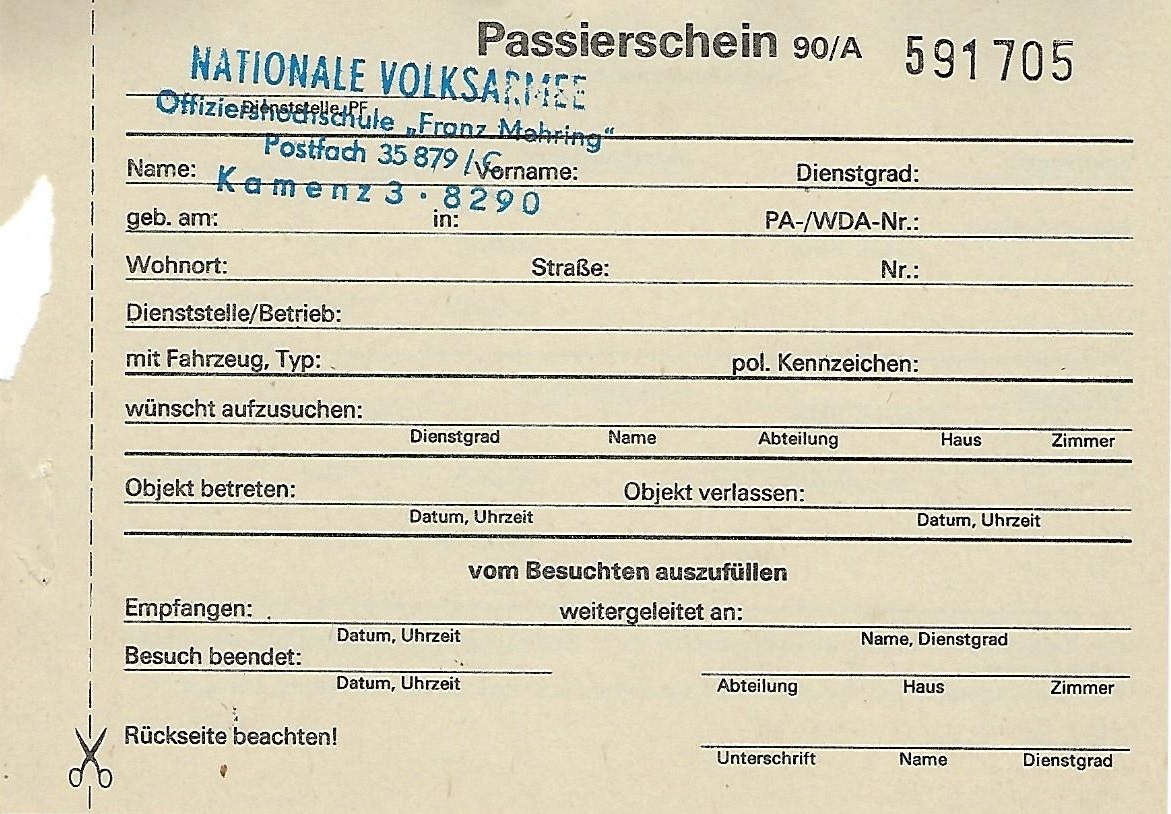 Passierschein 90/A 591705
NATIONALE VOLKSARMEE
Dienststelle, PF
Offiziershochschule „Franz Mehring“
Postfach 35 879 / C
Kamenz 3 · 8290
Name: Vorname: Dienstgrad:
geb. am: in: PA-/WDA-Nr.:
Wohnort: Straße: Nr.:
Dienststelle/Betrieb:
mit Fahrzeug, Typ: pol. Kennzeichen:
wünscht aufzusuchen:
Dienstgrad Name Abteilung Haus Zimmer
Objekt betreten: Objekt verlassen:
Datum, Uhrzeit Datum, Uhrzeit
vom Besuchten auszufüllen
Empfangen: weitergeleitet an:
Datum, Uhrzeit Name, Dienstgrad
Besuch beendet:
Datum, Uhrzeit Abteilung Haus Zimmer
Rückseite beachten!
Unterschrift Name Dienstgrad